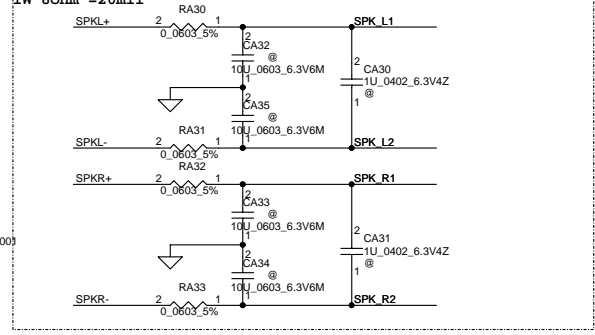 1W 8ohm =20mil
RA30
SPKL+ 2 1 SPK_L1
0_0603_5%
2
CA32
@
10U_0603_6.3V6M
1
2
CA30
1U_0402_6.3V4Z
@
1
2
CA35
@
10U_0603_6.3V6M
1
RA31
SPKL- 2 1 SPK_L2
0_0603_5%
RA32
SPKR+ 2 1 SPK_R1
0_0603_5%
2
CA33
@
10U_0603_6.3V6M
1
2
CA31
1U_0402_6.3V4Z
@
1
001
2
CA34
@
10U_0603_6.3V6M
1
RA33
SPKR- 2 1 SPK_R2
0_0603_5%